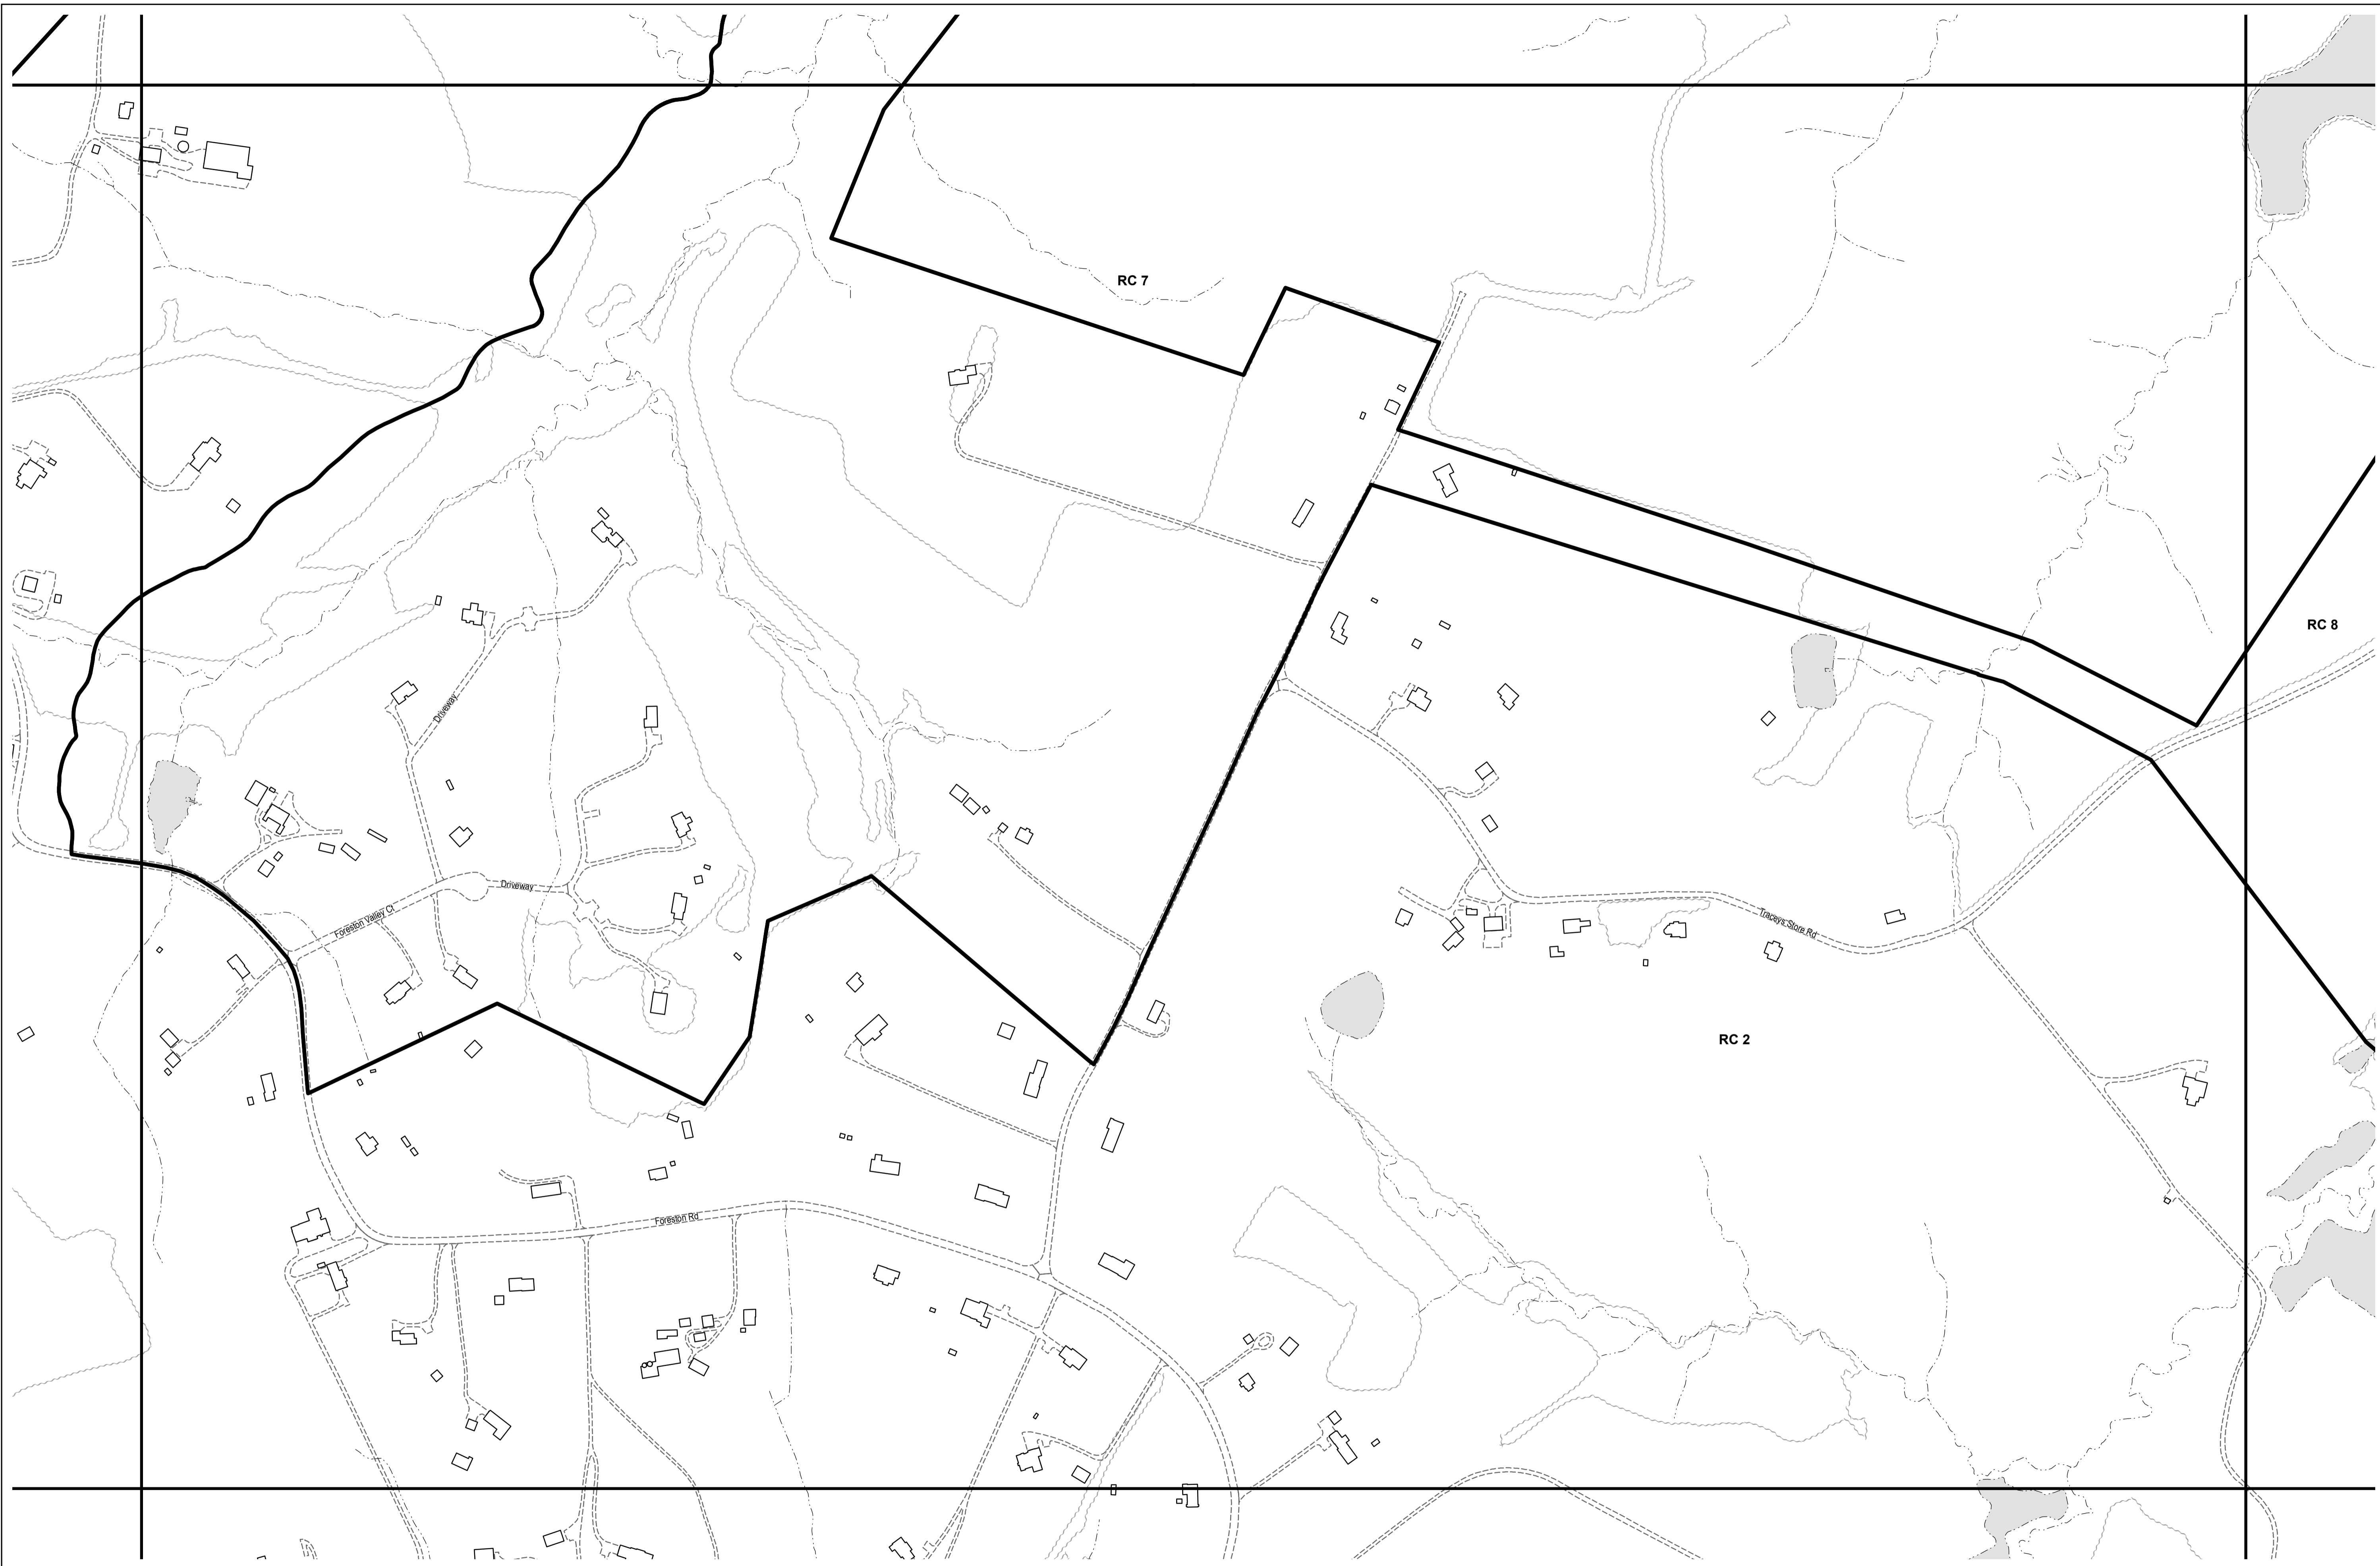 RC 7
RC 8
Driveway
Driveway
Foreston Valley Ct
Traceys Store Rd
RC 2
Foreston Rd